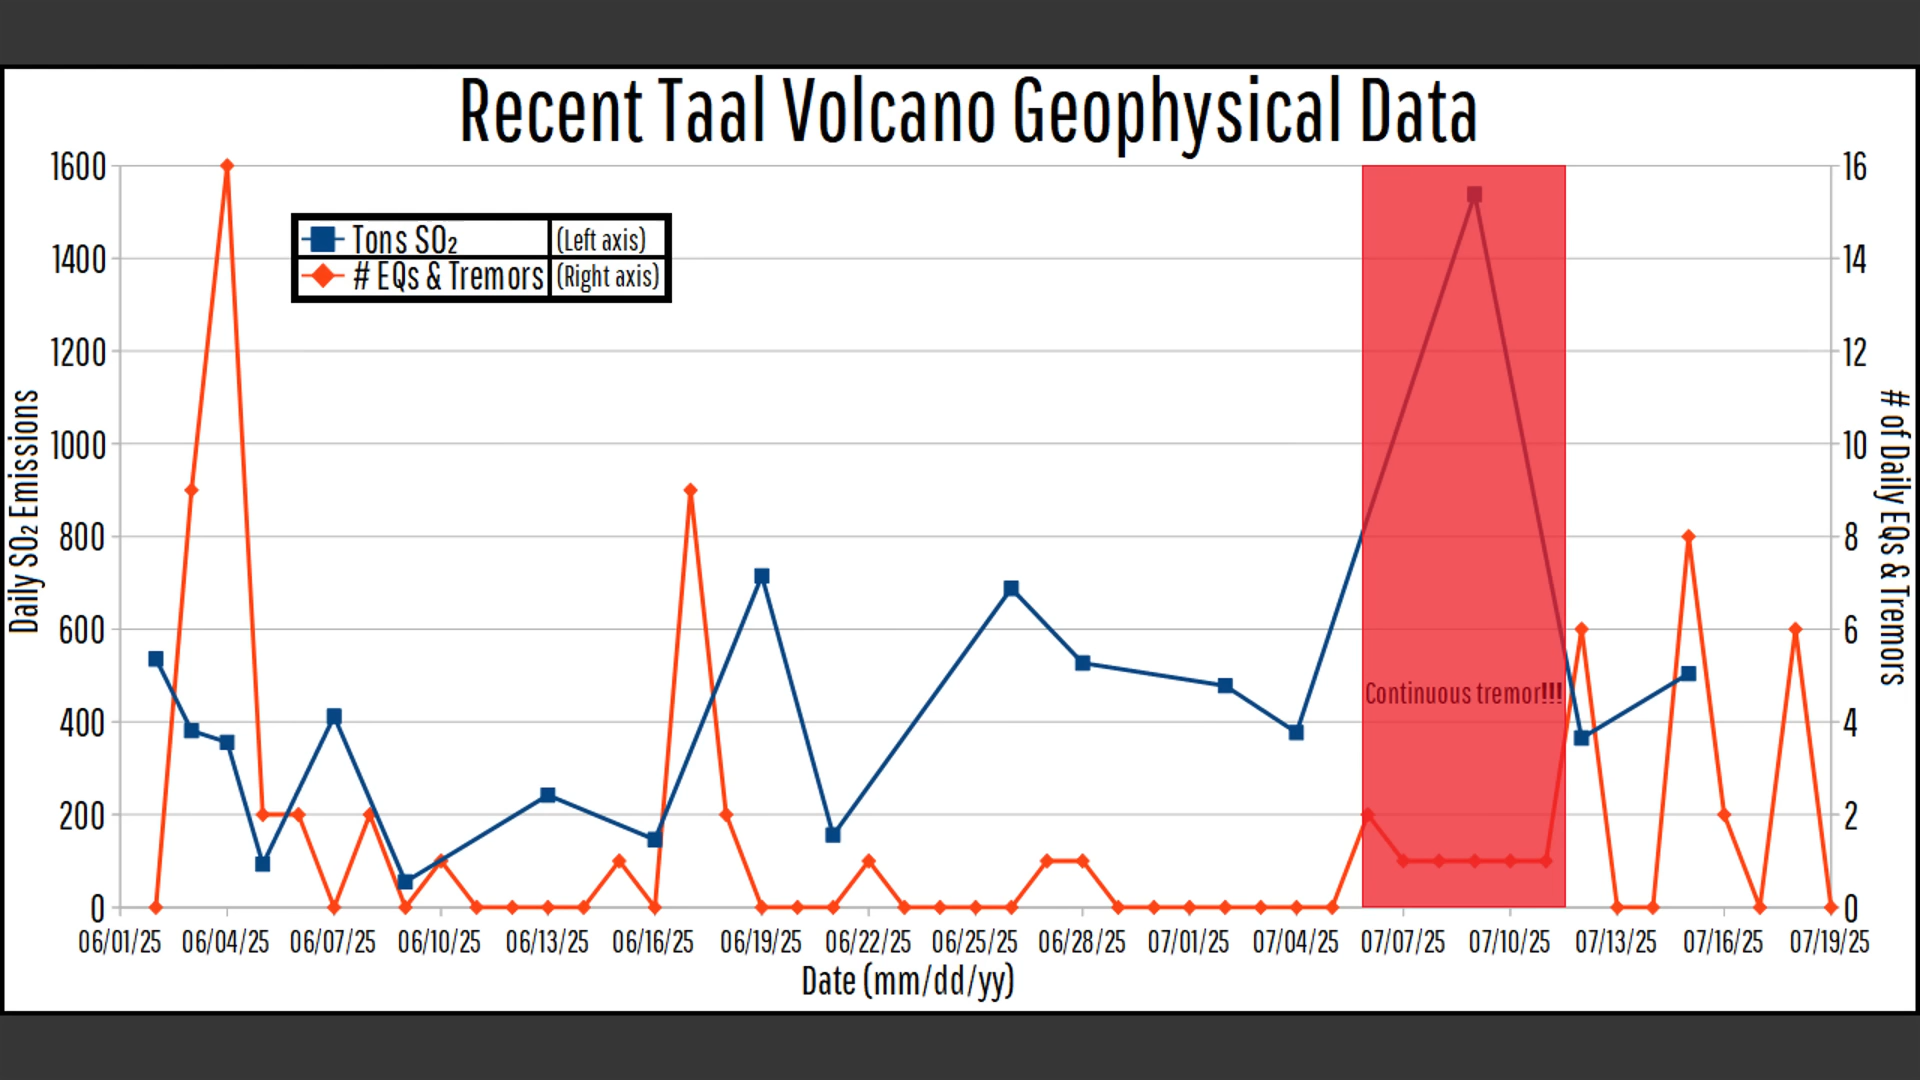 Recent Taal Volcano Geophysical Data
1600
1400
1200
1000
800
600
400
200
0
Daily SO₂ Emissions
Tons SO₂ (Left axis)
# EQs & Tremors (Right axis)
Continuous tremor!!!
16
14
12
10
8
6
4
2
0
# of Daily EQs & Tremors
06/01/25 06/04/25 06/07/25 06/10/25 06/13/25 06/16/25 06/19/25 06/22/25 06/25/25 06/28/25 07/01/25 07/04/25 07/07/25 07/10/25 07/13/25 07/16/25 07/19/25
Date (mm/dd/yy)